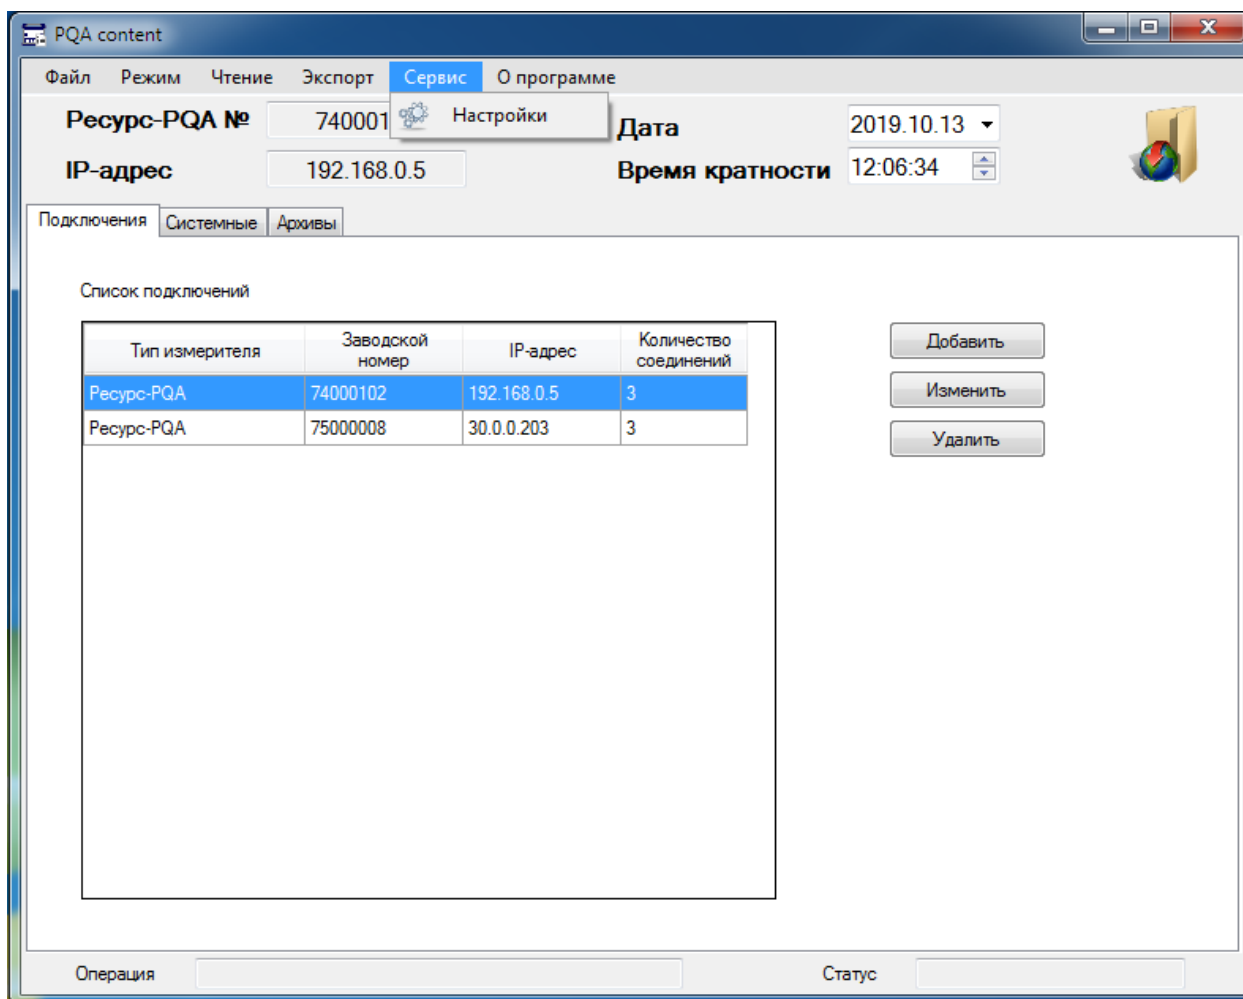 PQA content
Файл Режим Чтение Экспорт Сервис О программе
Настройки
Ресурс-PQA № 740001
Дата 2019.10.13
IP-адрес 192.168.0.5
Время кратности 12:06:34
Подключения Системные Архивы
Список подключений
Тип измерителя Заводской номер IP-адрес Количество соединений
Ресурс-PQA 74000102 192.168.0.5 3
Ресурс-PQA 75000008 30.0.0.203 3
Добавить
Изменить
Удалить
Операция Статус